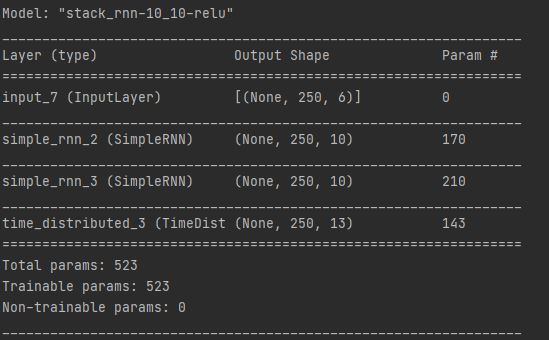 Model: "stack_rnn-10_10-relu"
_________________________________________________________________
Layer (type)                 Output Shape              Param #
=================================================================
input_7 (InputLayer)         [(None, 250, 6)]          0
_________________________________________________________________
simple_rnn_2 (SimpleRNN)     (None, 250, 10)           170
_________________________________________________________________
simple_rnn_3 (SimpleRNN)     (None, 250, 10)           210
_________________________________________________________________
time_distributed_3 (TimeDist (None, 250, 13)           143
=================================================================
Total params: 523
Trainable params: 523
Non-trainable params: 0
_________________________________________________________________